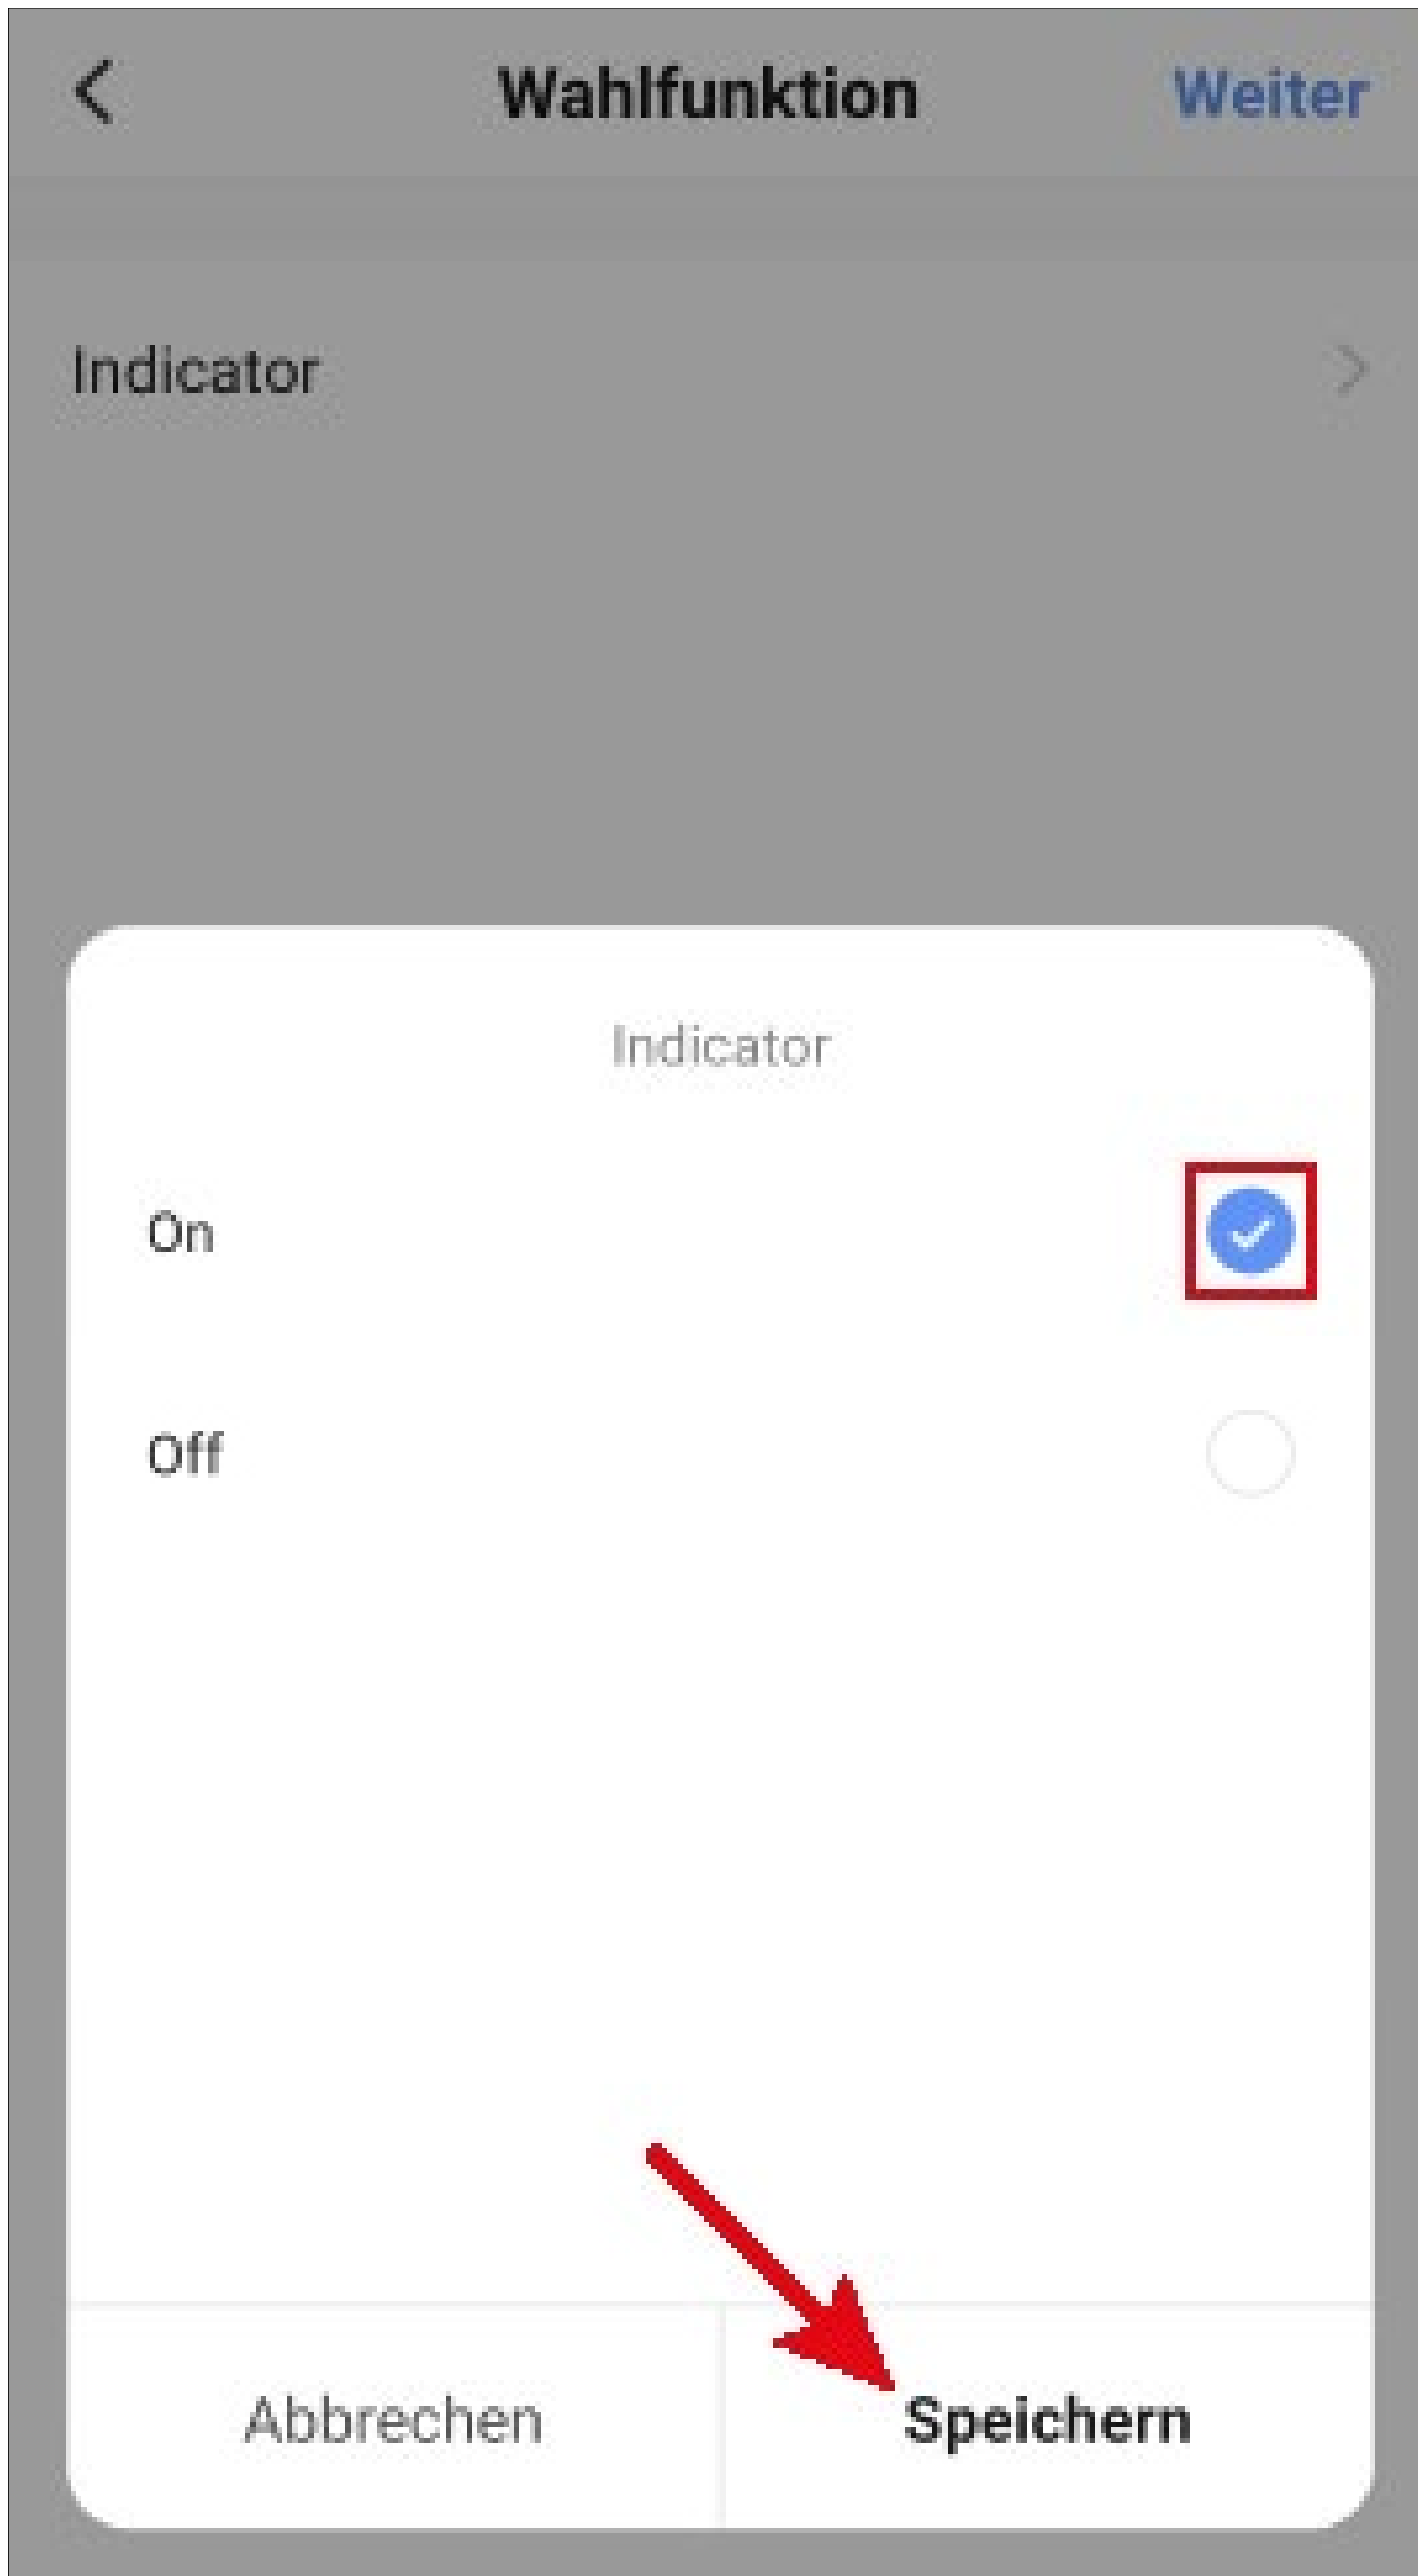 Wahlfunktion Weiter
Indicator
Indicator
On
Off
Abbrechen Speichern